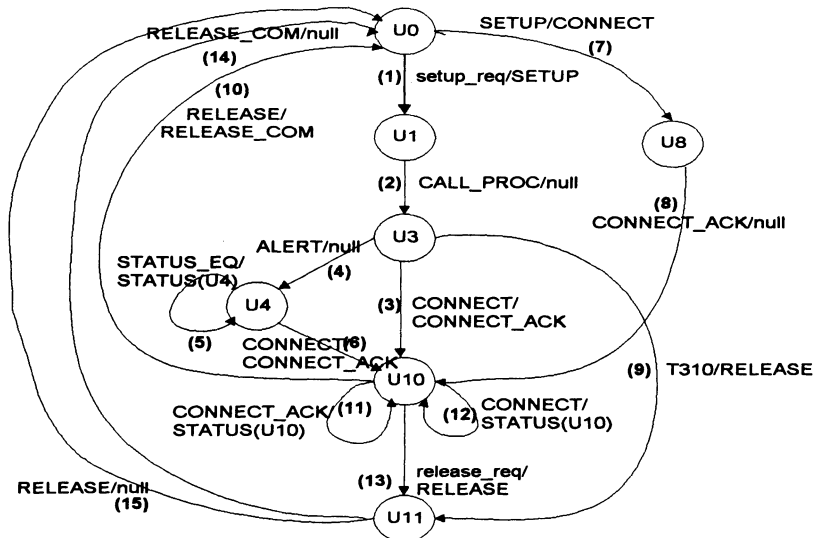 U0
SETUP/CONNECT
(7)
RELEASE_COM/null
(14)
(10)
RELEASE/
RELEASE_COM
(1) setup_req/SETUP
U1
U8
(2) CALL_PROC/null
(8)
CONNECT_ACK/null
U3
ALERT/null
(4)
STATUS_EQ/
STATUS(U4)
U4
(5)
(3) CONNECT/
CONNECT_ACK
CONNECT/
(6)
CONNECT_ACK
U10
(9) T310/RELEASE
CONNECT_ACK/
STATUS(U10)
(11)
(12)
CONNECT/
STATUS(U10)
(13) release_req/
RELEASE
RELEASE/null
(15)
U11